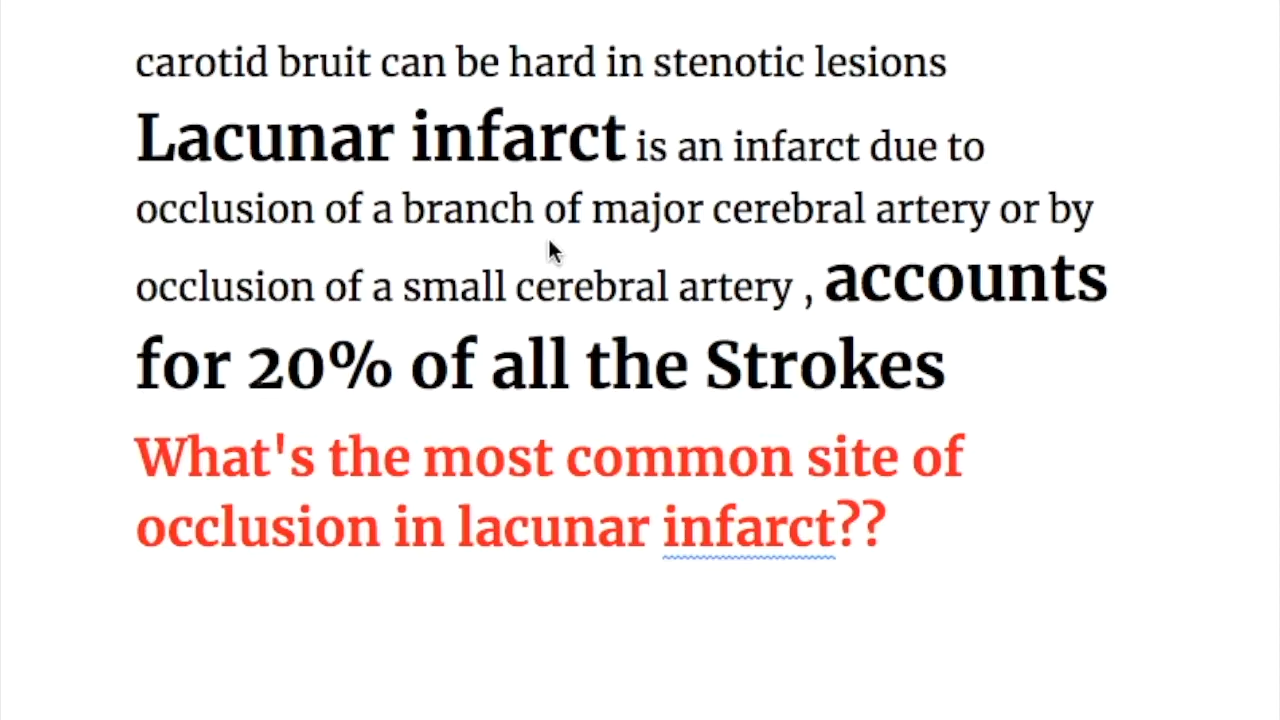 carotid bruit can be hard in stenotic lesions
Lacunar infarct is an infarct due to
occlusion of a branch of major cerebral artery or by
occlusion of a small cerebral artery , accounts
for 20% of all the Strokes
What's the most common site of
occlusion in lacunar infarct??